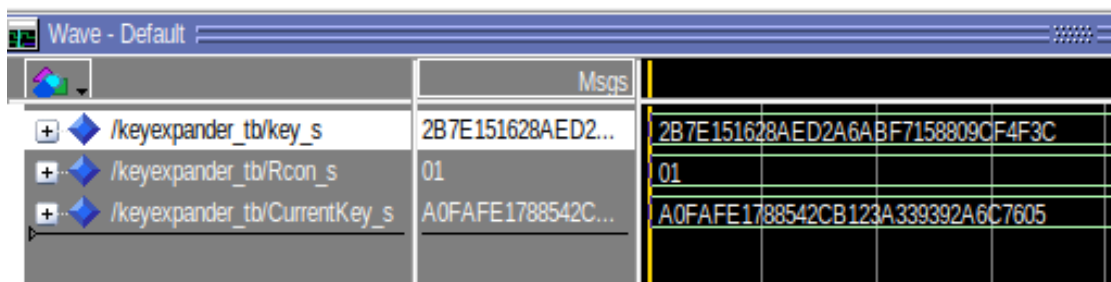 Wave - Default
Msgs
/keyexpander_tb/key_s 2B7E151628AED2... 2B7E151628AED2A6ABF7158809CF4F3C
/keyexpander_tb/Rcon_s 01 01
/keyexpander_tb/CurrentKey_s A0FAFE1788542C... A0FAFE1788542CB123A339392A6C7605